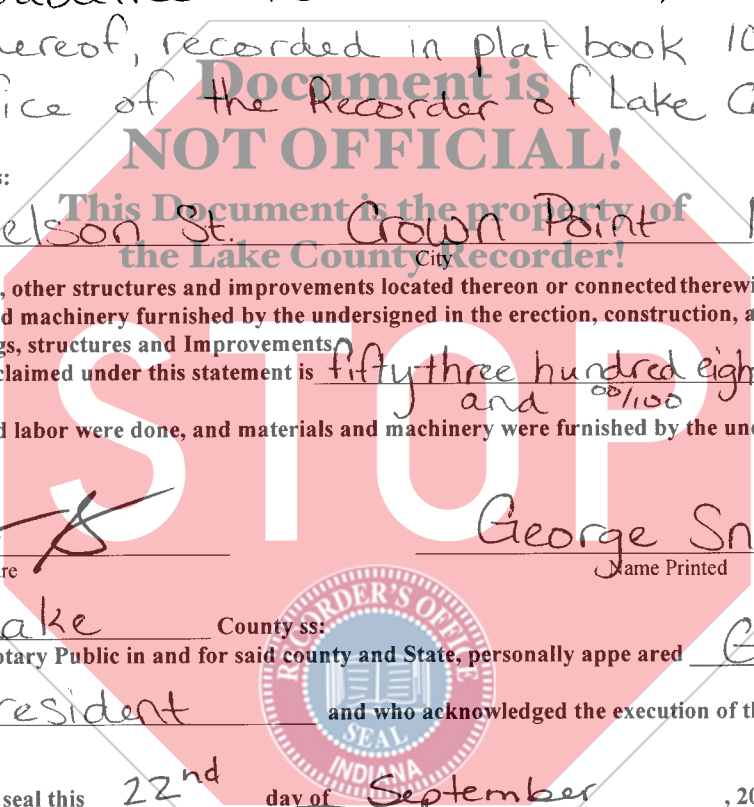 hereof, recorded in plat book 10
ice of the Recorder of Lake C
Document is
NOT OFFICIAL!
This Document is the property of
the Lake County Recorder!
s:
elson St. Crown Point
City
, other structures and improvements located thereon or connected therewi
d machinery furnished by the undersigned in the erection, construction, a
gs, structures and Improvements.
claimed under this statement is fifty three hundred eigh
and 00/100
d labor were done, and materials and machinery were furnished by the und
STOP
George Sn
re Name Printed
ake County ss:
otary Public in and for said county and State, personally appe ared G
resident and who acknowledged the execution of th
RECORDER'S OFFICE
SEAL
INDIANA
seal this 22nd day of September , 20